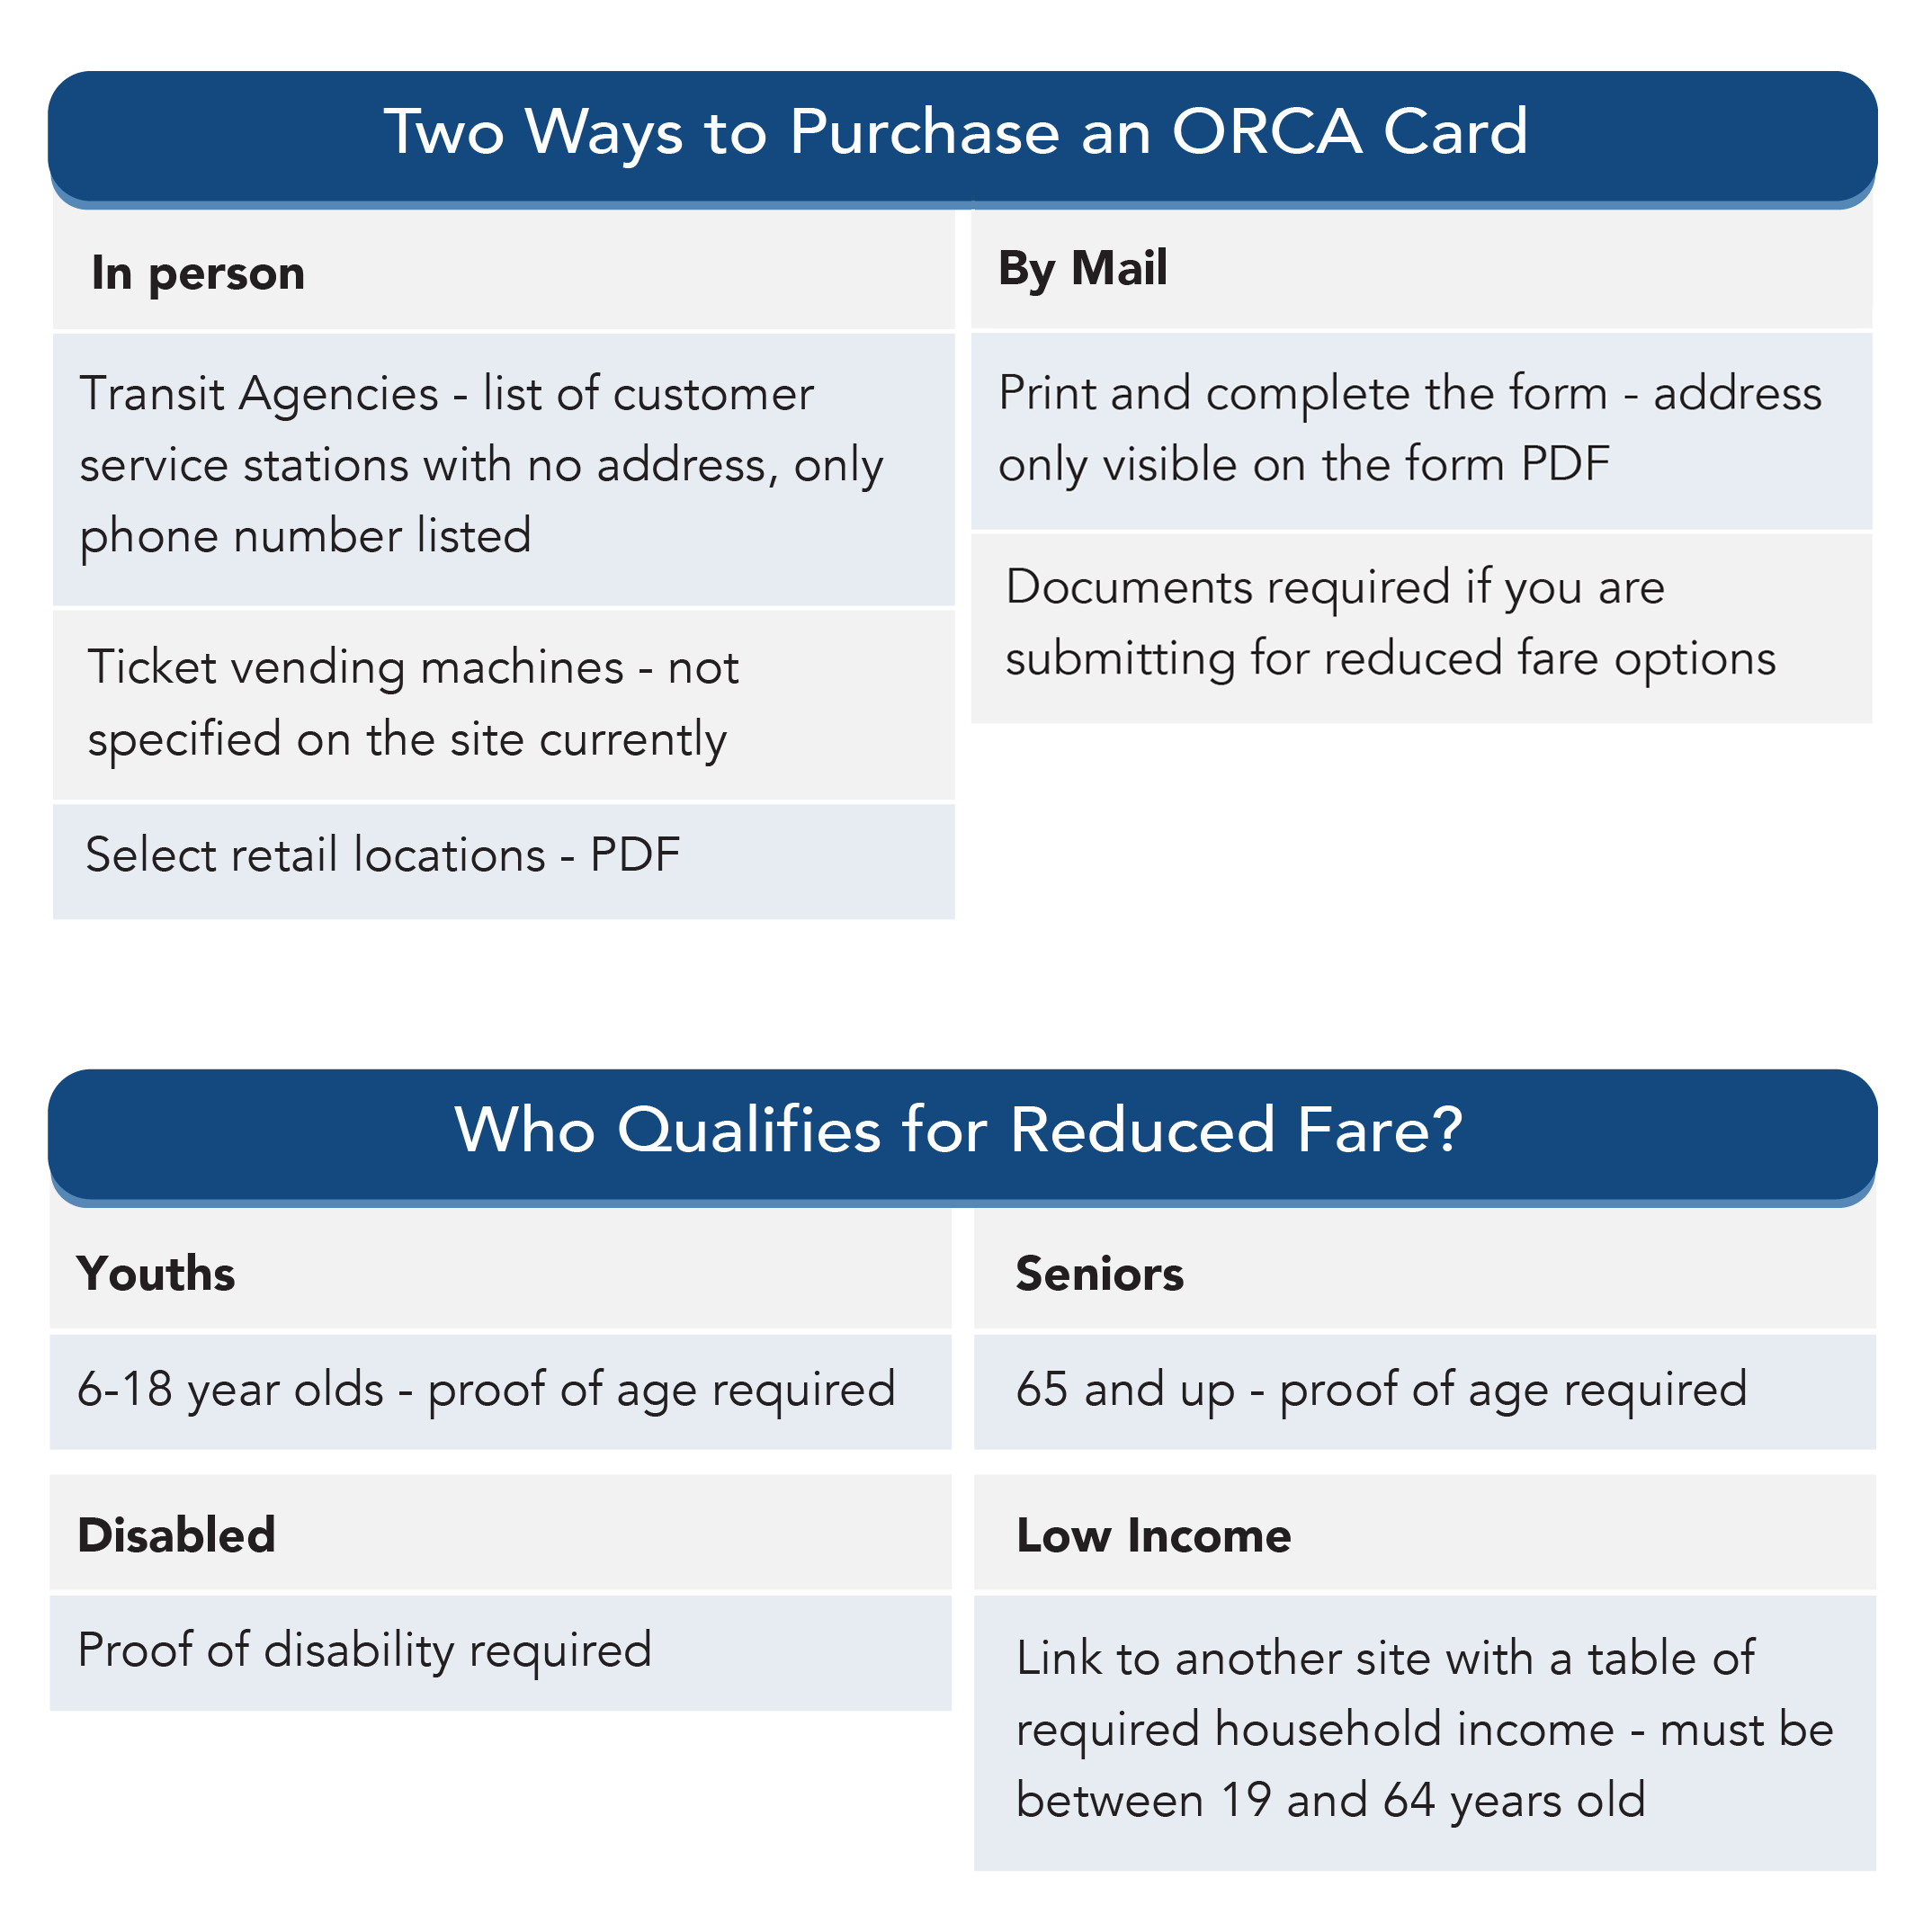 Two Ways to Purchase an ORCA Card
In person
Transit Agencies - list of customer
service stations with no address, only
phone number listed
Ticket vending machines - not
specified on the site currently
Select retail locations - PDF
By Mail
Print and complete the form - address
only visible on the form PDF
Documents required if you are
submitting for reduced fare options
Who Qualifies for Reduced Fare?
Youths
6-18 year olds - proof of age required
Seniors
65 and up - proof of age required
Disabled
Proof of disability required
Low Income
Link to another site with a table of
required household income - must be
between 19 and 64 years old